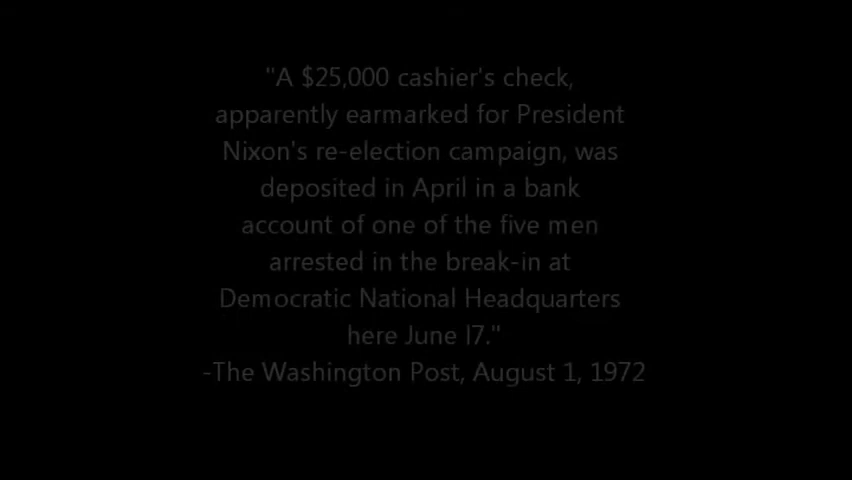 "A $25,000 cashier's check,
apparently earmarked for President
Nixon's re-election campaign, was
deposited in April in a bank
account of one of the five men
arrested in the break-in at
Democratic National Headquarters
here June l7."
-The Washington Post, August 1, 1972